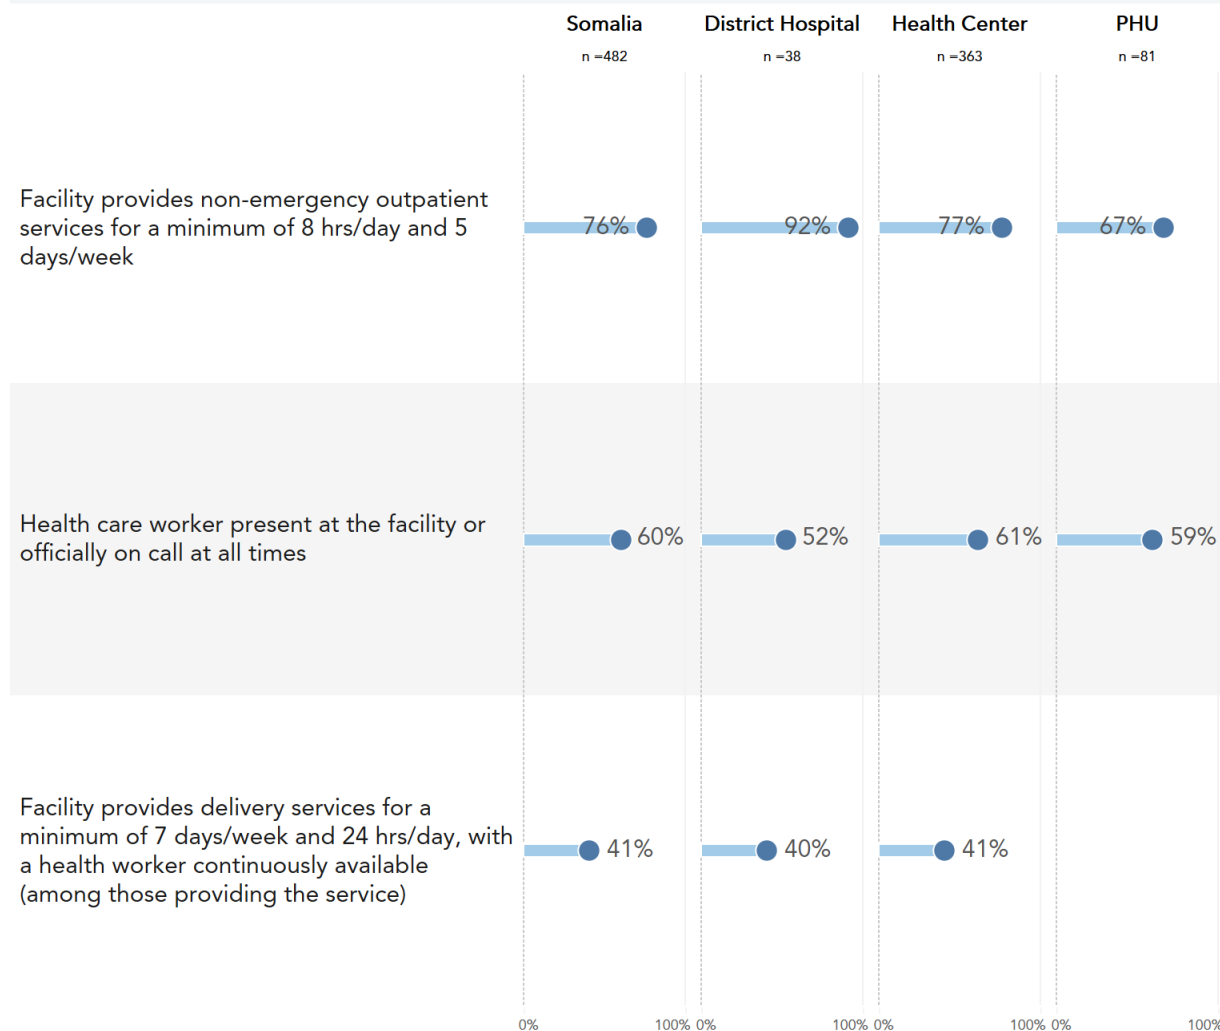 Somalia District Hospital Health Center PHU
n =482 n =38 n =363 n =81
Facility provides non-emergency outpatient
services for a minimum of 8 hrs/day and 5
days/week
76% 92% 77% 67%
Health care worker present at the facility or
officially on call at all times
60% 52% 61% 59%
Facility provides delivery services for a
minimum of 7 days/week and 24 hrs/day, with
a health worker continuously available
(among those providing the service)
41% 40% 41%
0% 100% 0% 100% 0% 100% 0% 100%